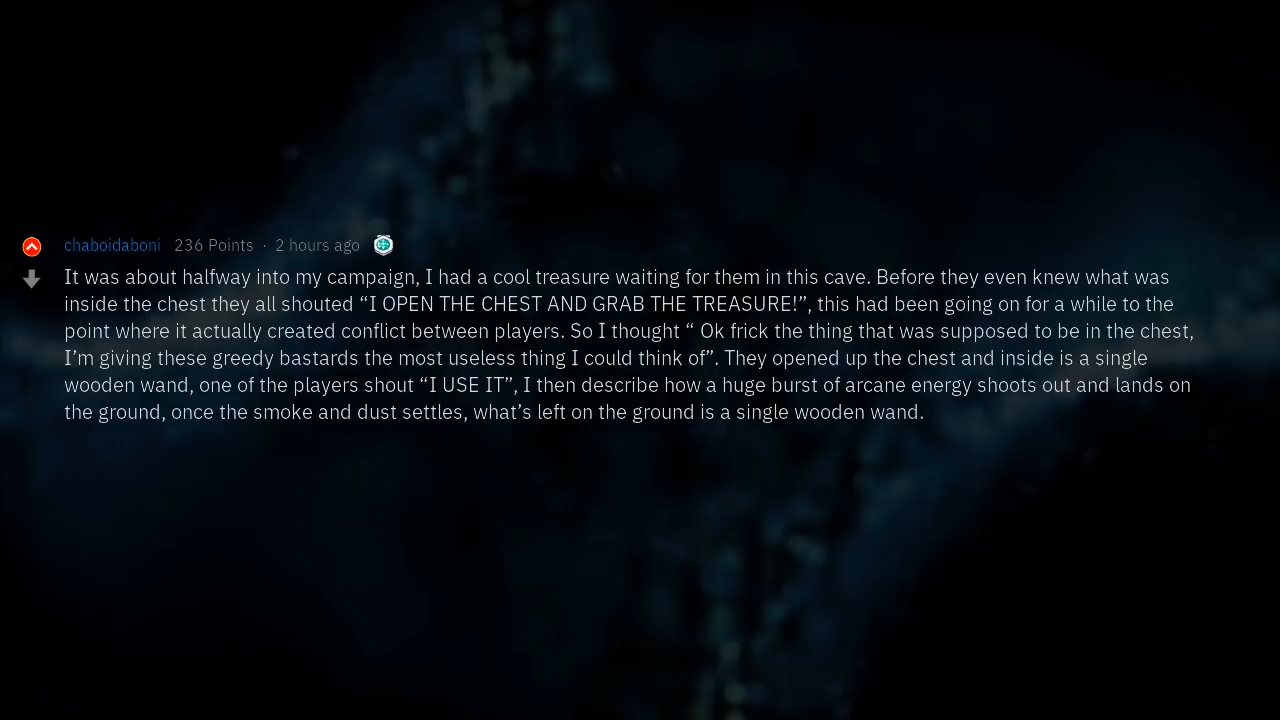 chaboidaboni 236 Points · 2 hours ago
It was about halfway into my campaign, I had a cool treasure waiting for them in this cave. Before they even knew what was
inside the chest they all shouted “I OPEN THE CHEST AND GRAB THE TREASURE!”, this had been going on for a while to the
point where it actually created conflict between players. So I thought “ Ok frick the thing that was supposed to be in the chest,
I’m giving these greedy bastards the most useless thing I could think of”. They opened up the chest and inside is a single
wooden wand, one of the players shout “I USE IT”, I then describe how a huge burst of arcane energy shoots out and lands on
the ground, once the smoke and dust settles, what’s left on the ground is a single wooden wand.